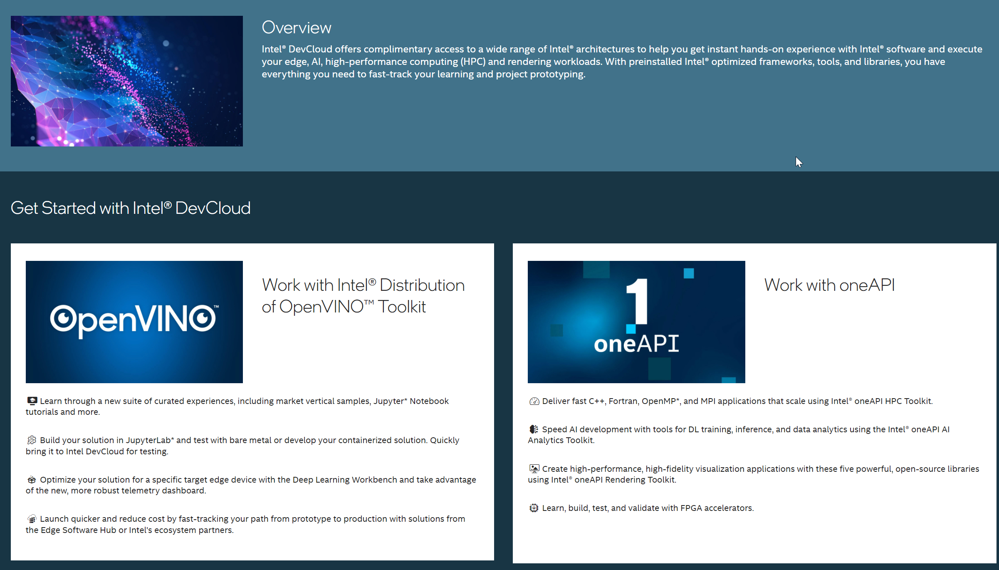 Overview
Intel® DevCloud offers complimentary access to a wide range of Intel® architectures to help you get instant hands-on experience with Intel® software and execute
your edge, AI, high-performance computing (HPC) and rendering workloads. With preinstalled Intel® optimized frameworks, tools, and libraries, you have
everything you need to fast-track your learning and project prototyping.
Get Started with Intel® DevCloud
OpenVINO™
Work with Intel® Distribution
of OpenVINO™ Toolkit
Learn through a new suite of curated experiences, including market vertical samples, Jupyter* Notebook
tutorials and more.
Build your solution in JupyterLab* and test with bare metal or develop your containerized solution. Quickly
bring it to Intel DevCloud for testing.
Optimize your solution for a specific target edge device with the Deep Learning Workbench and take advantage
of the new, more robust telemetry dashboard.
Launch quicker and reduce cost by fast-tracking your path from prototype to production with solutions from
the Edge Software Hub or Intel's ecosystem partners.
1
oneAPI
Work with oneAPI
Deliver fast C++, Fortran, OpenMP*, and MPI applications that scale using Intel® oneAPI HPC Toolkit.
Speed AI development with tools for DL training, inference, and data analytics using the Intel® oneAPI AI
Analytics Toolkit.
Create high-performance, high-fidelity visualization applications with these five powerful, open-source libraries
using Intel® oneAPI Rendering Toolkit.
Learn, build, test, and validate with FPGA accelerators.